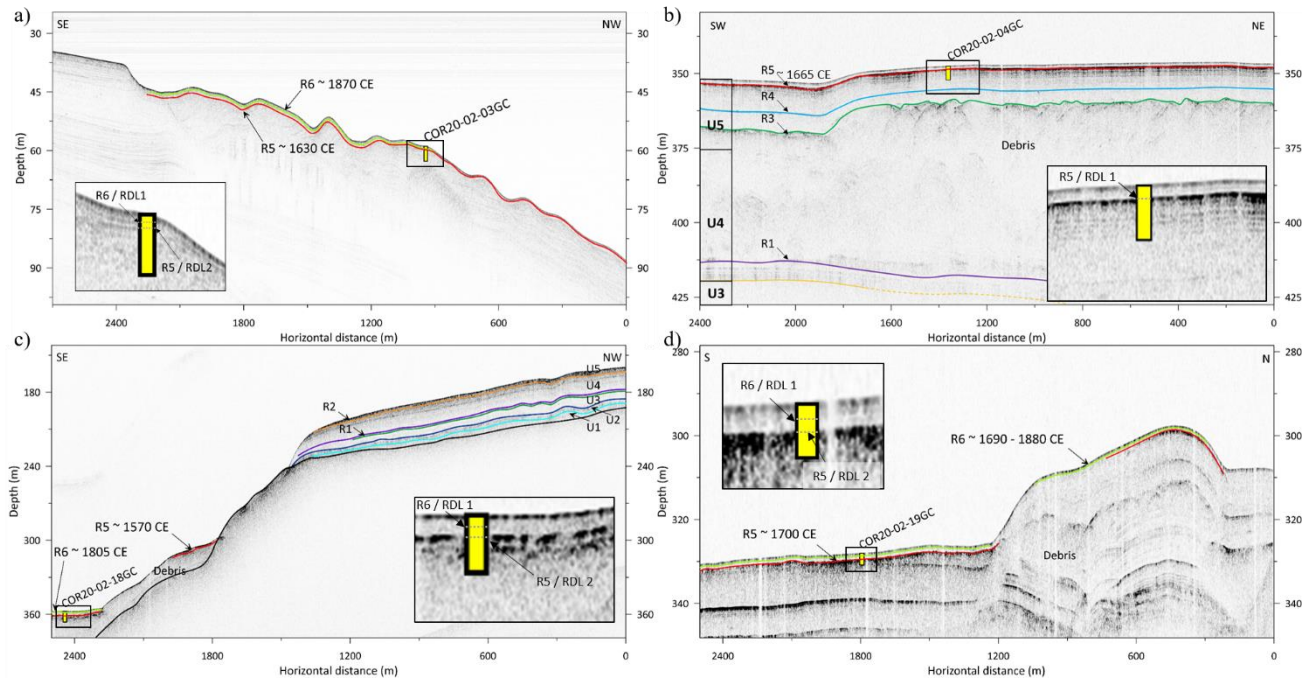 a)
SE
NW
30
45
60
75
90
Depth (m)
30
45
60
75
90
R6 ~ 1870 CE
R5 ~ 1630 CE
COR20-02-03GC
R6 / RDL1
R5 / RDL2
2400
1800
1200
600
0
Horizontal distance (m)
b)
SW
NE
350
375
400
425
Depth (m)
350
375
400
425
COR20-02-04GC
R5 ~ 1665 CE
R4
R3
U5
Debris
R5 / RDL 1
U4
R1
U3
2400
2000
1600
1200
800
400
0
Horizontal distance (m)
c)
SE
NW
180
240
300
360
Depth (m)
180
240
300
360
U5
U4
U3
U2
U1
R2
R1
R5 ~ 1570 CE
R6 ~ 1805 CE
COR20-02-18GC
Debris
R6 / RDL 1
R5 / RDL 2
2400
1800
1200
600
0
Horizontal distance (m)
d)
S
N
280
300
320
340
Depth (m)
280
300
320
340
R6 / RDL 1
R5 / RDL 2
R6 ~ 1690 - 1880 CE
R5 ~ 1700 CE
COR20-02-19GC
Debris
2400
1800
1200
600
0
Horizontal distance (m)